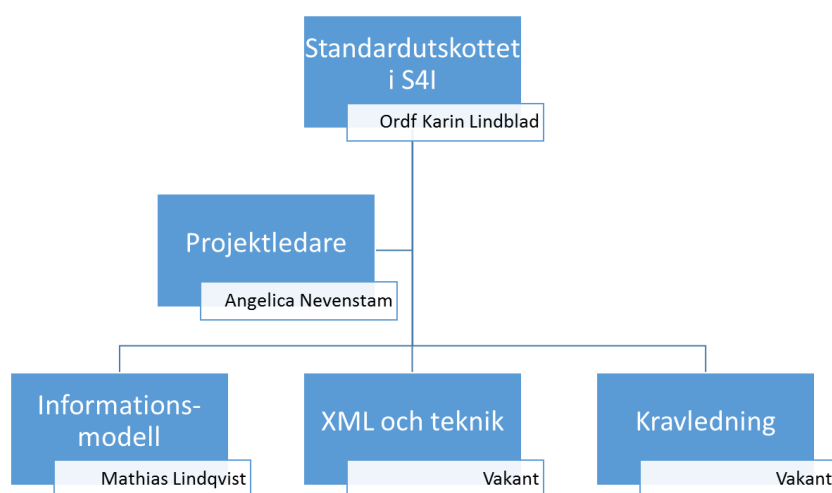 Standardutskottet
i S4I
Ordf Karin Lindblad
Projektledare
Angelica Nevenstam
Informations-
modell
Mathias Lindqvist
XML och teknik
Vakant
Kravledning
Vakant